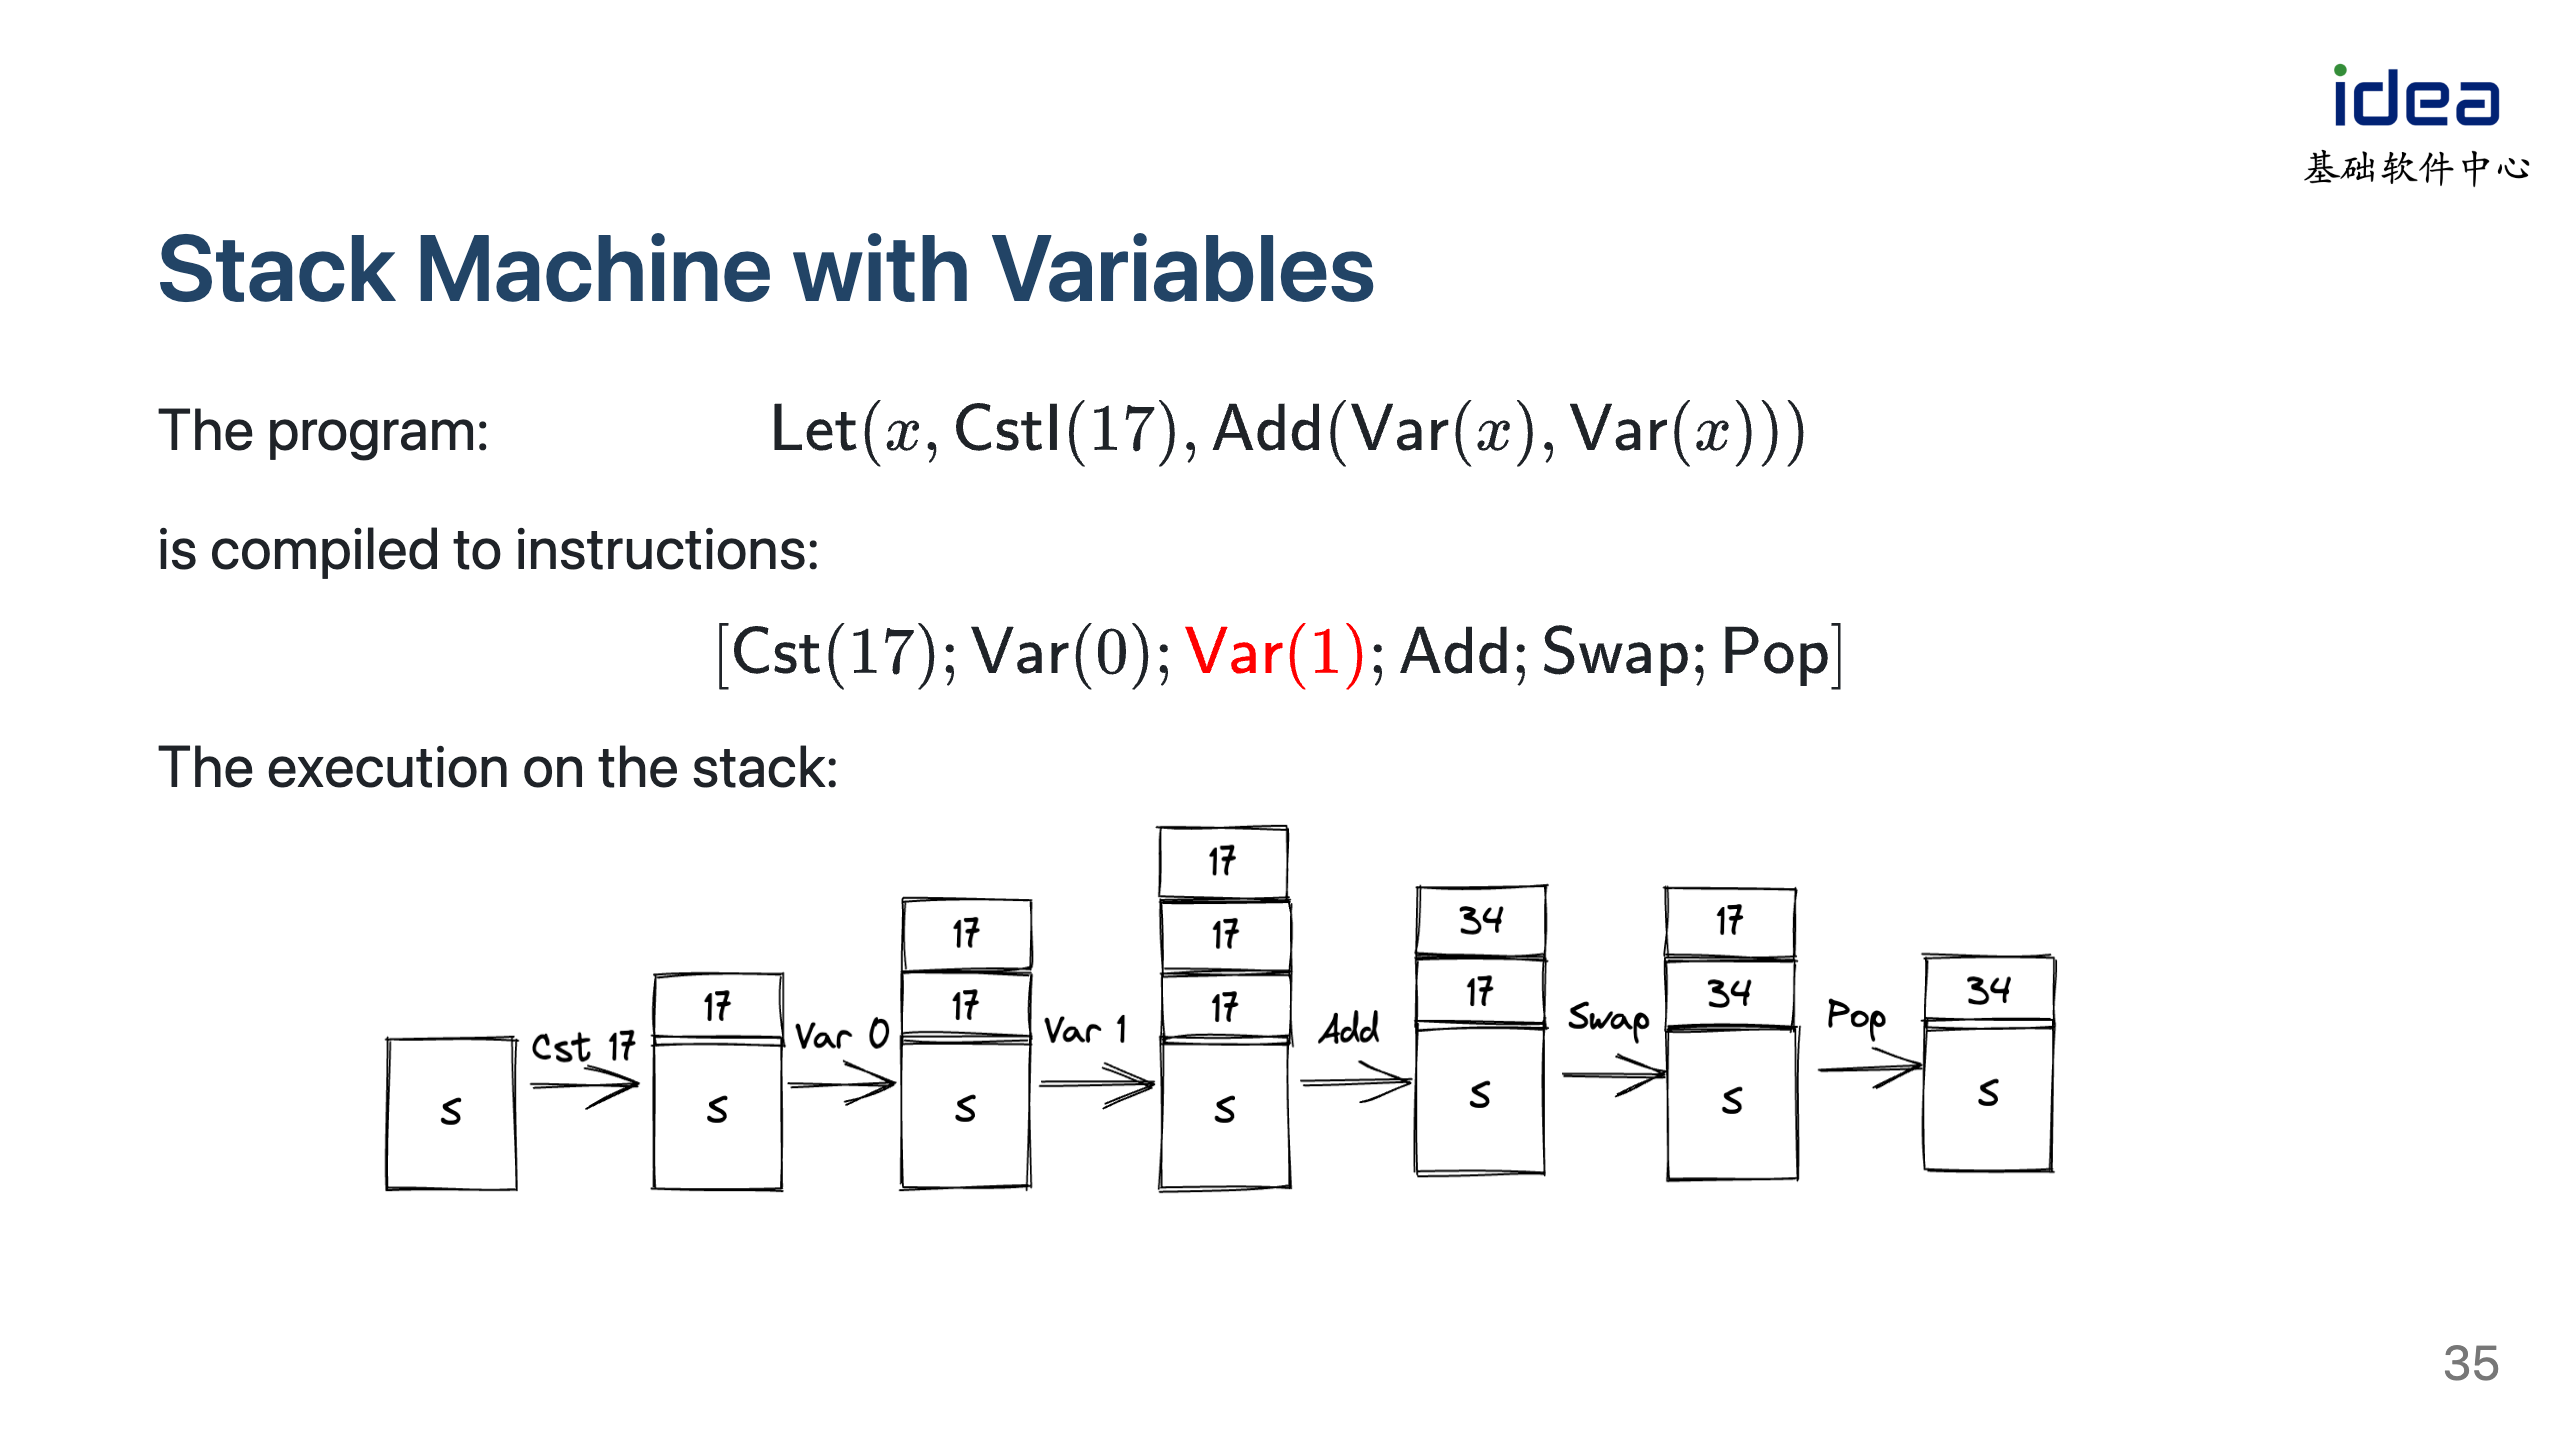 idea
基础软件中心
Stack Machine with Variables
The program: Let(x, CstI(17), Add(Var(x), Var(x)))
is compiled to instructions:
[Cst(17); Var(0); Var(1); Add; Swap; Pop]
The execution on the stack:
17
17 34 17
17 17 17 34 34
17 17
Cst 17 Var 0 Var 1 Add Swap Pop
s s s s s s s
35